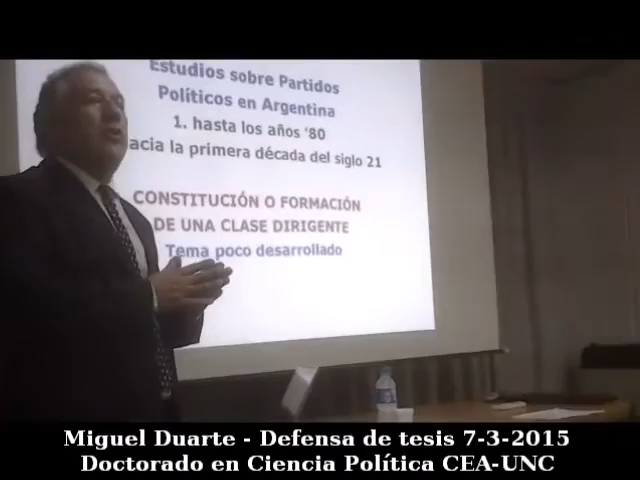 Estudios sobre Partidos
Políticos en Argentina
1. hasta los años '80
acia la primera década del siglo 21
CONSTITUCIÓN O FORMACIÓN
DE UNA CLASE DIRIGENTE
Tema poco desarrollado
Miguel Duarte - Defensa de tesis 7-3-2015
Doctorado en Ciencia Política CEA-UNC